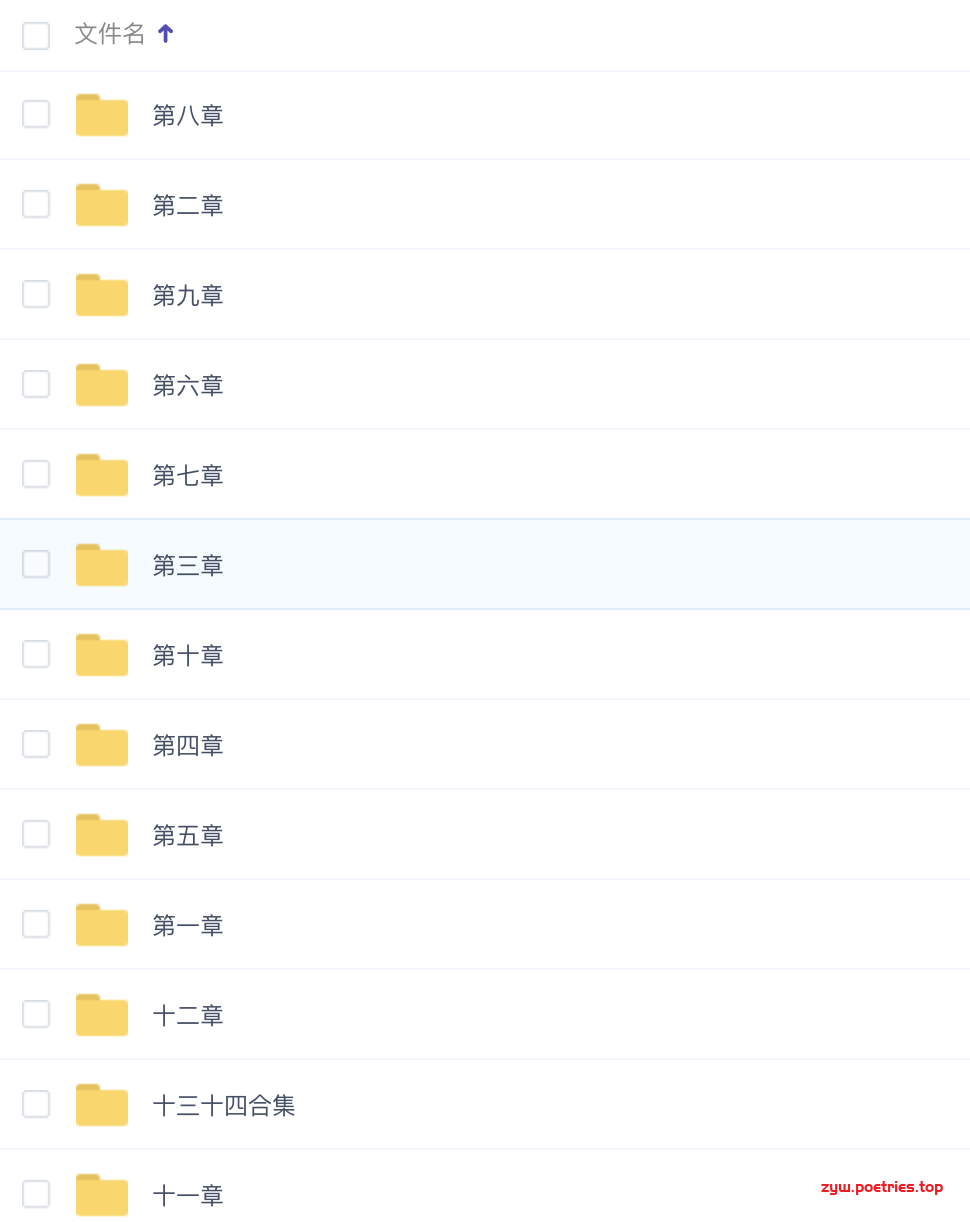 文件名
第八章
第二章
第九章
第六章
第七章
第三章
第十章
第四章
第五章
第一章
十二章
十三十四合集
十一章
zyw.poetries.top